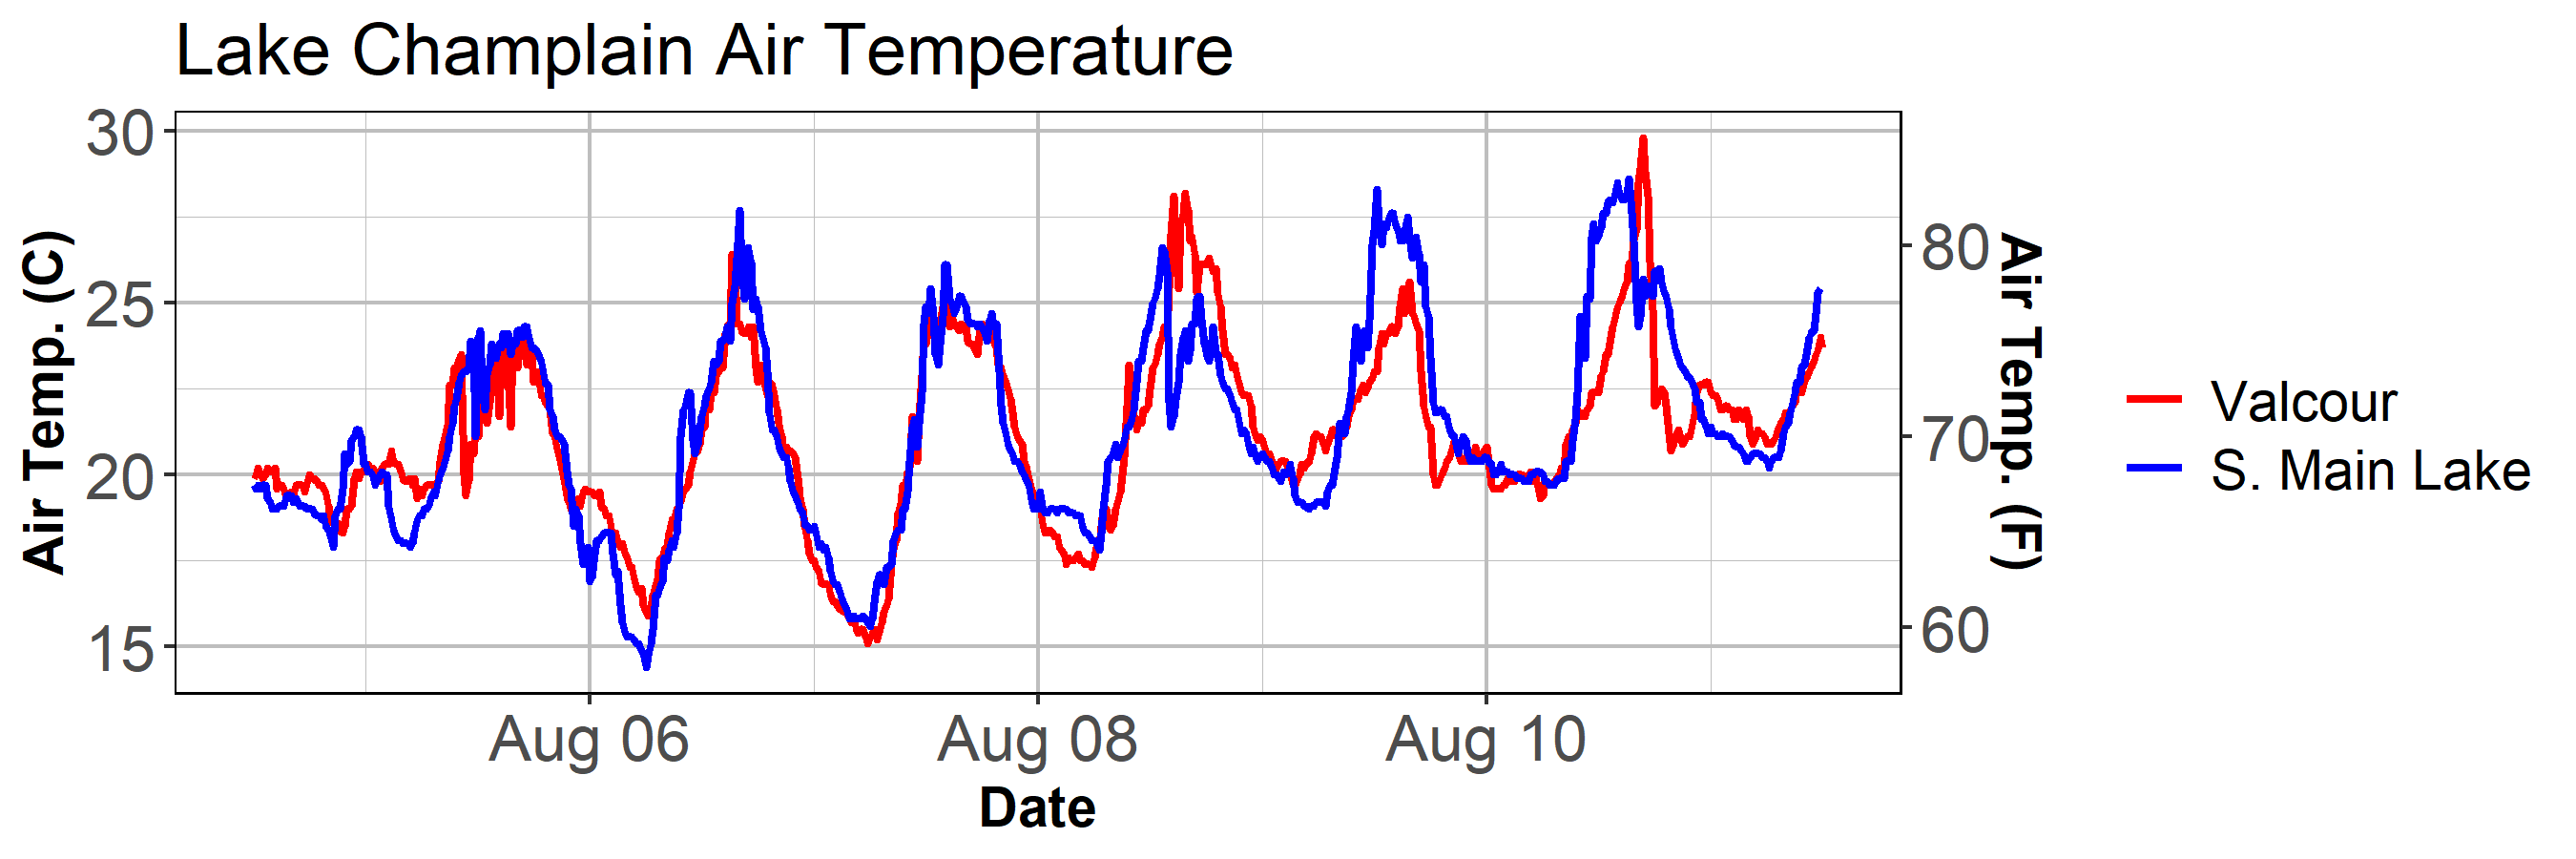 Lake Champlain Air Temperature
30
25
20
15
Air Temp. (C)
80
70
60
Air Temp. (F)
Aug 06
Aug 08
Aug 10
Date
Valcour
S. Main Lake